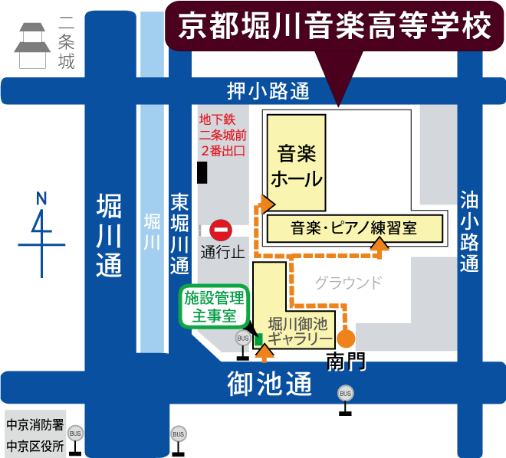 京都堀川音楽高等学校
二条城
押小路通
地下鉄
二条城前
2番出口
音楽
ホール
N
堀川通
堀川
東堀川通
油小路通
音楽・ピアノ練習室
通行止
グラウンド
施設管理
主事室
堀川御池
ギャラリー
BUS
南門
御池通
BUS
中京消防署
中京区役所
BUS
BUS